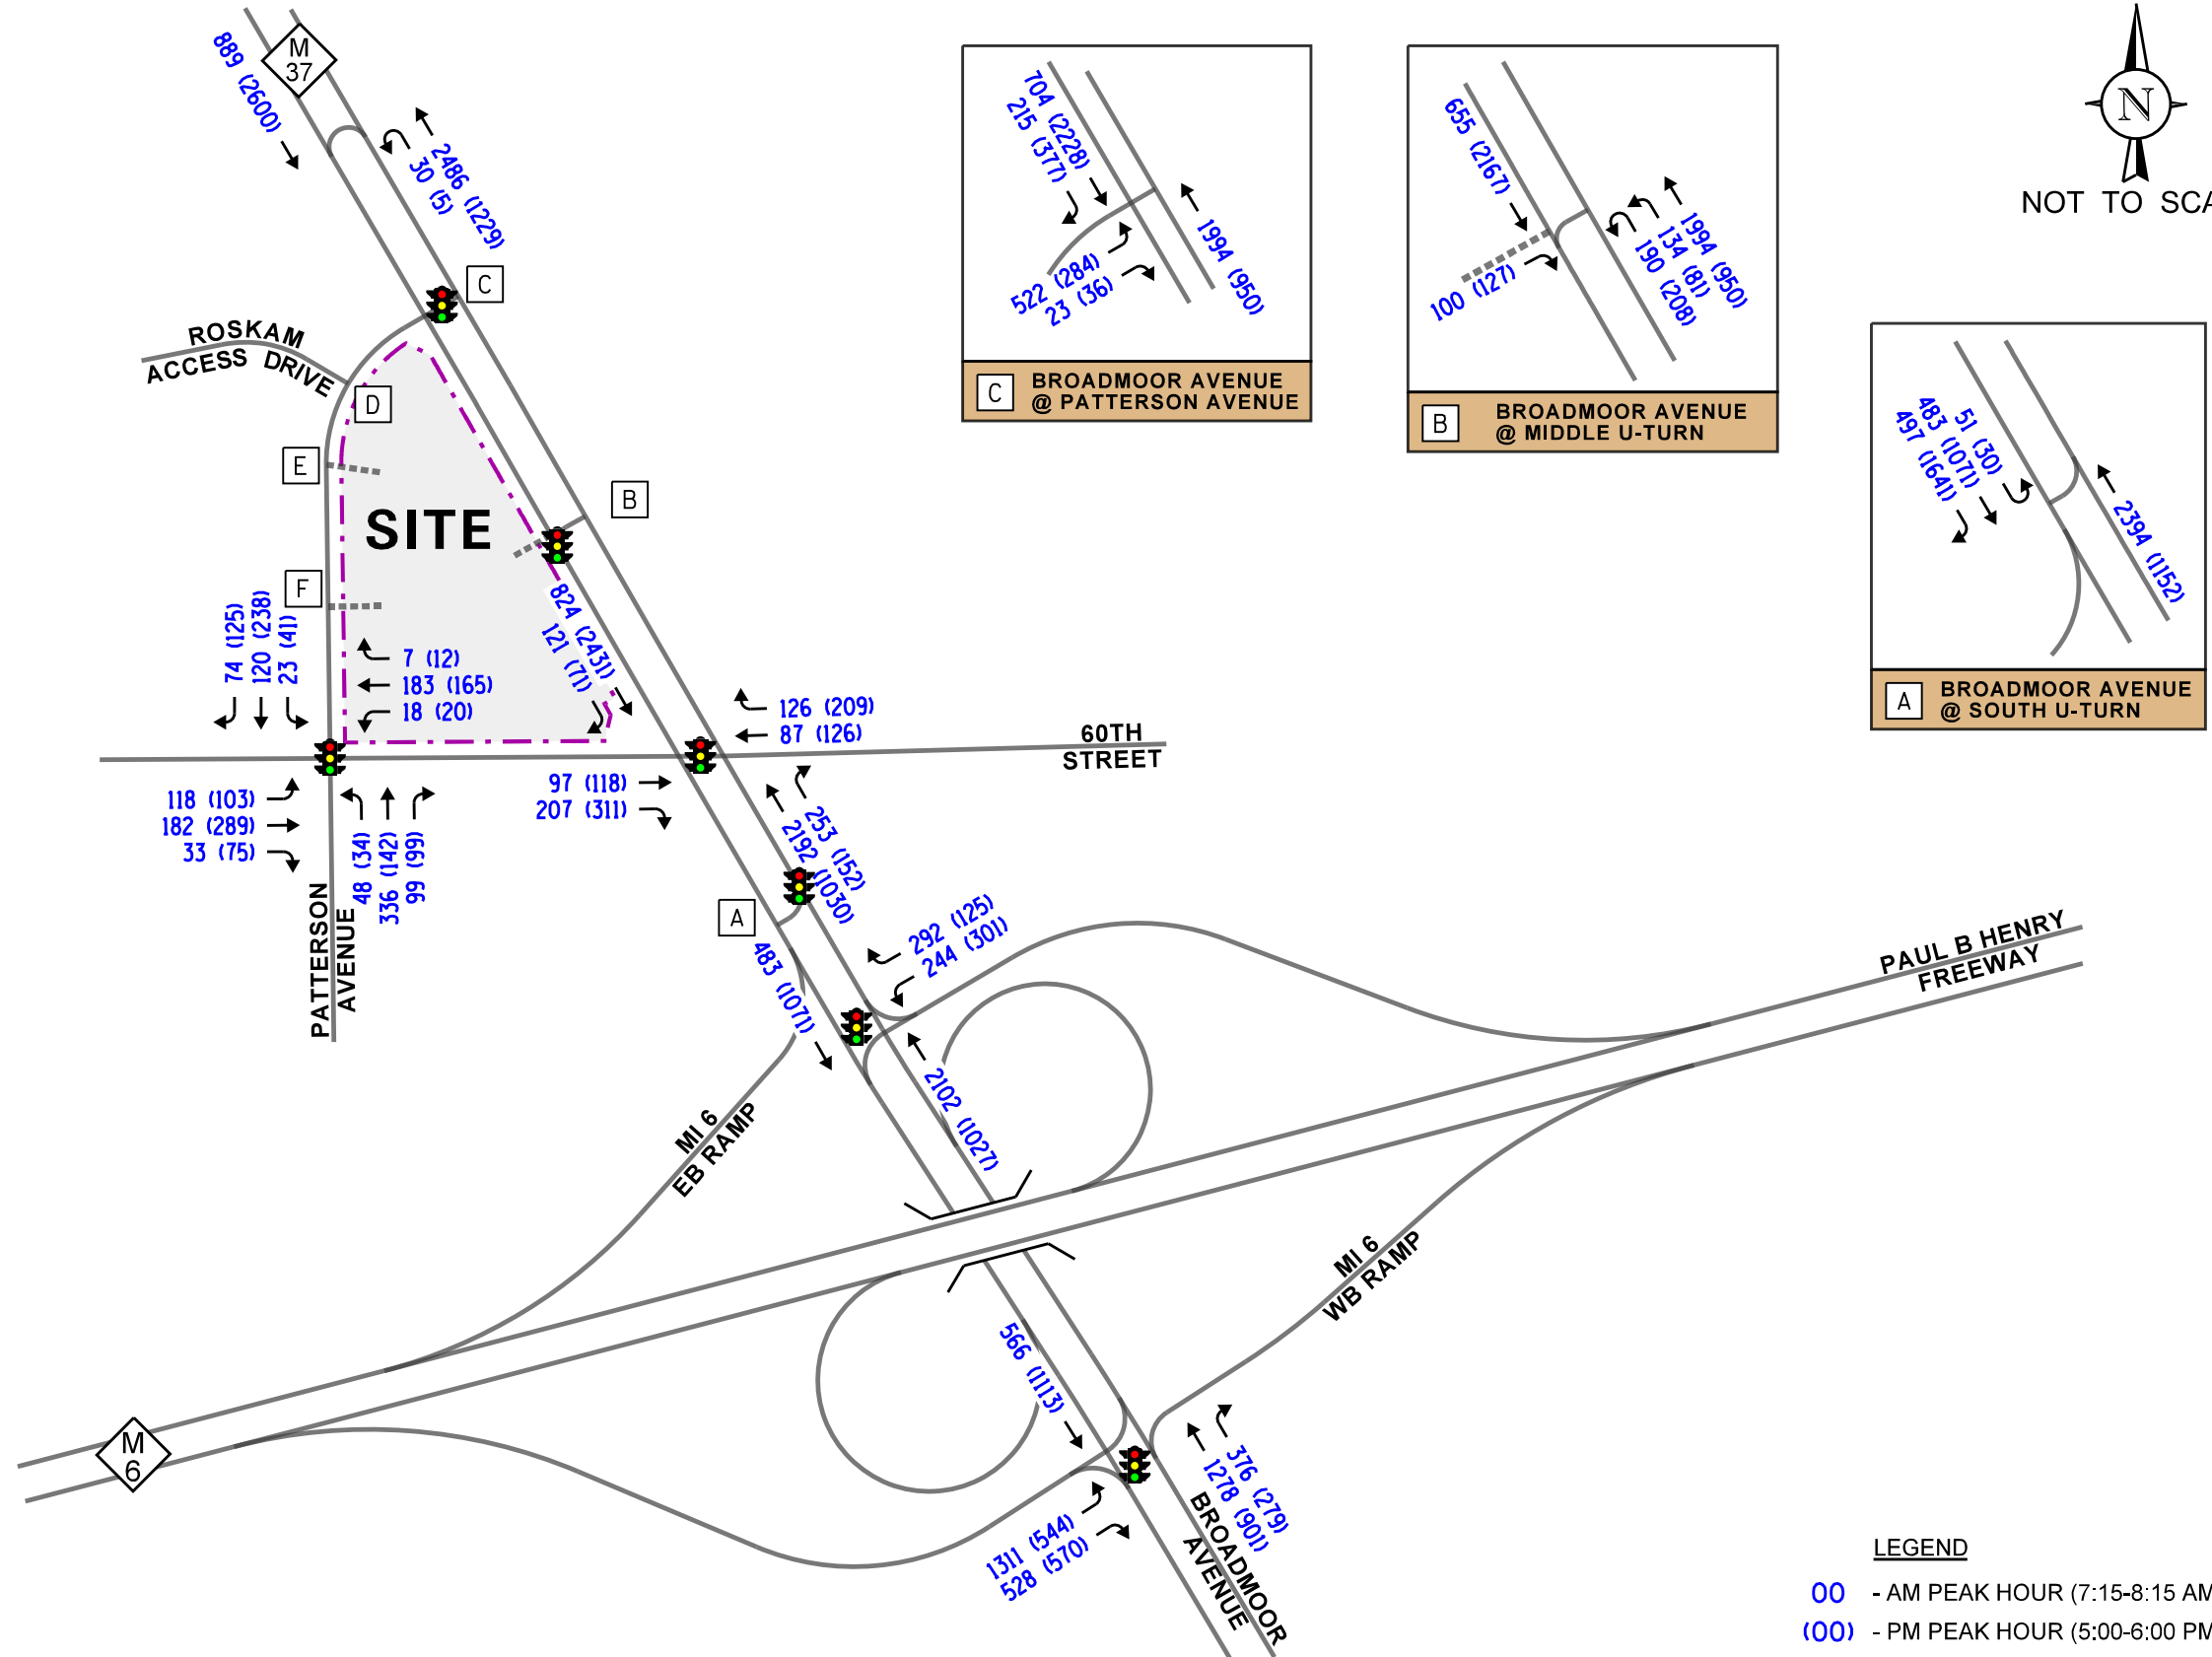 M
37
889 (2600)
2486 (1229)
30 (5)
C
ROSKAM
ACCESS DRIVE
D
E
B
SITE
F
74 (125)
120 (238)
23 (41)
7 (12)
183 (165)
18 (20)
824 (2431)
121 (71)
126 (209)
87 (126)
60TH
STREET
118 (103)
182 (289)
33 (75)
97 (118)
207 (311)
48 (34)
336 (142)
99 (99)
PATTERSON
AVENUE
253 (152)
2192 (1030)
A
483 (1071)
292 (125)
244 (301)
2102 (1027)
PAUL B HENRY
FREEWAY
MI 6
EB RAMP
MI 6
WB RAMP
M
6
566 (1113)
376 (279)
1278 (901)
1311 (544)
528 (570)
BROADMOOR
AVENUE
704 (2228)
215 (377)
522 (284)
23 (36)
1994 (950)
C
BROADMOOR AVENUE
@ PATTERSON AVENUE
655 (2167)
100 (127)
1994 (950)
134 (81)
190 (208)
B
BROADMOOR AVENUE
@ MIDDLE U-TURN
51 (30)
483 (1071)
497 (1641)
2394 (1152)
A
BROADMOOR AVENUE
@ SOUTH U-TURN
N
NOT TO SCA
LEGEND
00 - AM PEAK HOUR (7:15-8:15 AM
(00) - PM PEAK HOUR (5:00-6:00 PM